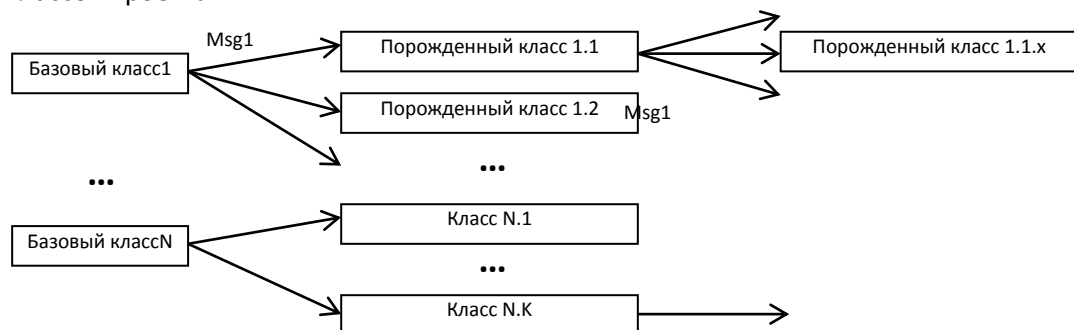 Msg1
Порожденный класс 1.1
Порожденный класс 1.1.x
Базовый класс1
Порожденный класс 1.2
Msg1
...
...
Класс N.1
Базовый классN
...
Класс N.K